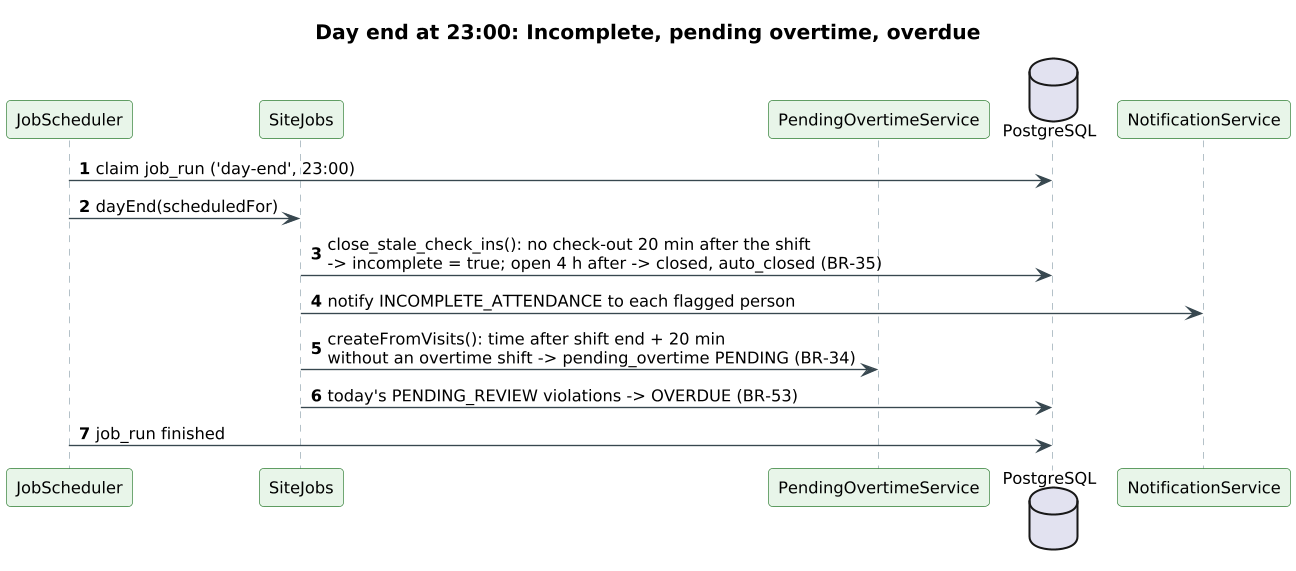 Day end at 23:00: Incomplete, pending overtime, overdue
JobScheduler
SiteJobs
PendingOvertimeService
PostgreSQL
NotificationService
1 claim job_run ('day-end', 23:00)
2 dayEnd(scheduledFor)
3 close_stale_check_ins(): no check-out 20 min after the shift
-> incomplete = true; open 4 h after -> closed, auto_closed (BR-35)
4 notify INCOMPLETE_ATTENDANCE to each flagged person
5 createFromVisits(): time after shift end + 20 min
without an overtime shift -> pending_overtime PENDING (BR-34)
6 today's PENDING_REVIEW violations -> OVERDUE (BR-53)
7 job_run finished
JobScheduler
SiteJobs
PendingOvertimeService
PostgreSQL
NotificationService